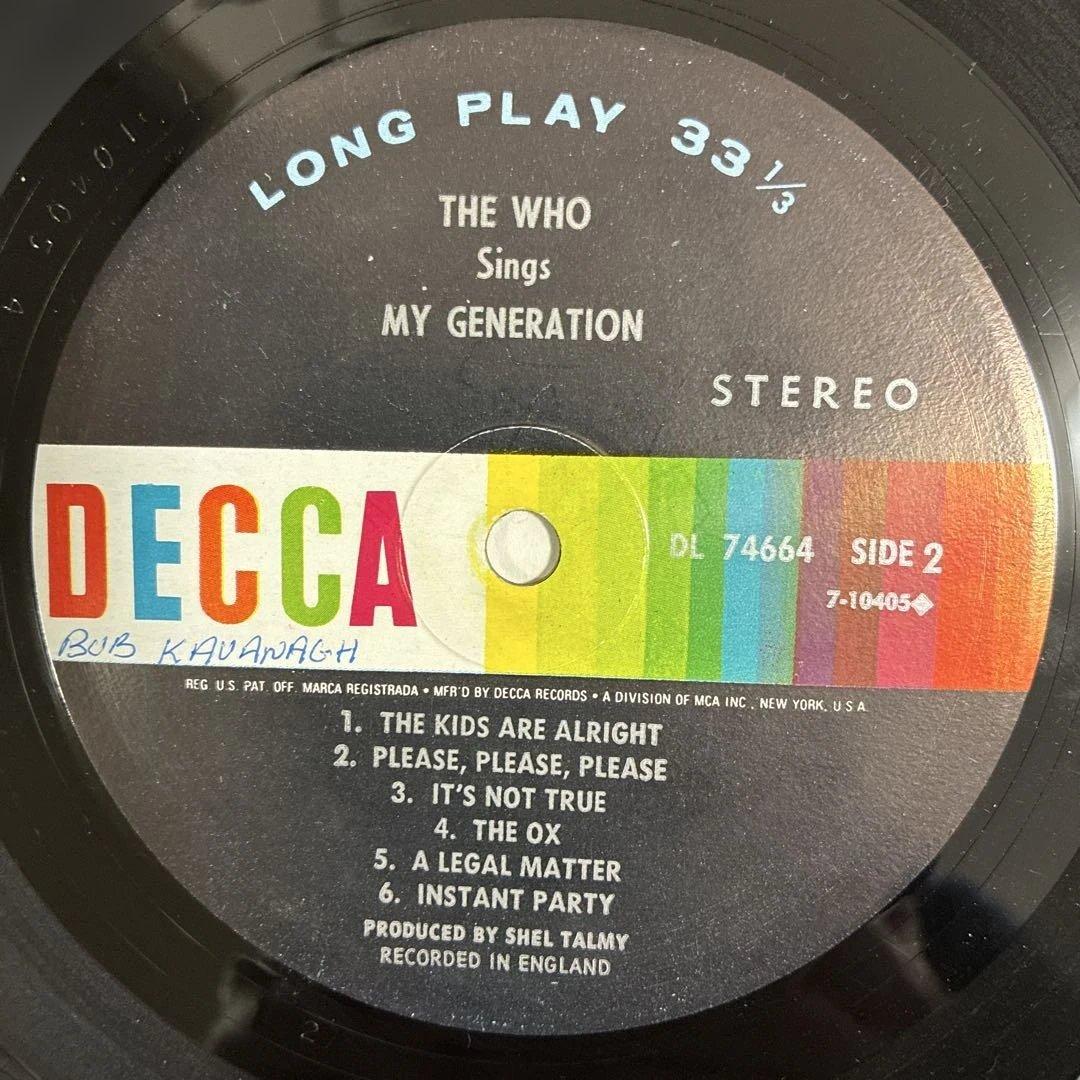 LONG PLAY 33 1/3
THE WHO
Sings
MY GENERATION
STEREO
DECCA
DL 74664 SIDE 2
7-10405
BOB KAVANAGH
REG. U.S. PAT. OFF. MARCA REGISTRADA • MFR'D BY DECCA RECORDS • A DIVISION OF MCA INC., NEW YORK, U S A
1. THE KIDS ARE ALRIGHT
2. PLEASE, PLEASE, PLEASE
3. IT'S NOT TRUE
4. THE OX
5. A LEGAL MATTER
6. INSTANT PARTY
PRODUCED BY SHEL TALMY
RECORDED IN ENGLAND
2